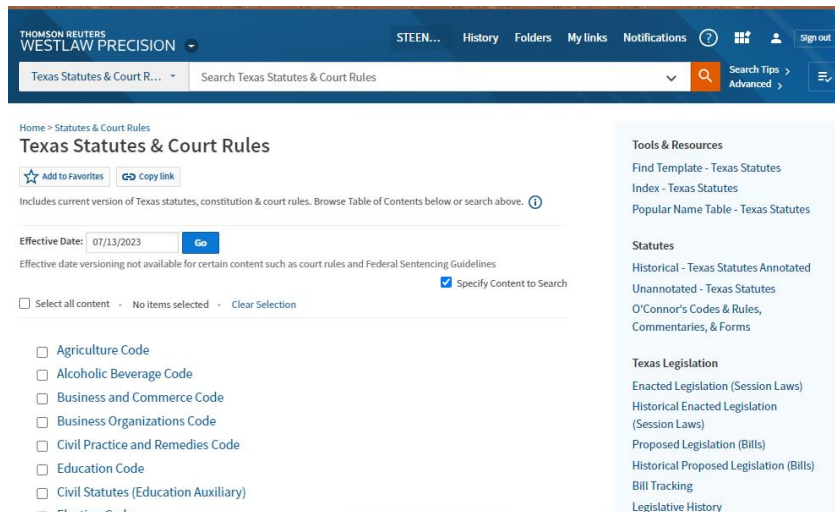 THOMSON REUTERS
WESTLAW PRECISION
STEEN... History Folders My links Notifications ? Sign out
Texas Statutes & Court R... Search Texas Statutes & Court Rules Search Tips
Advanced
Home > Statutes & Court Rules
Texas Statutes & Court Rules
Add to Favorites Copy link
Includes current version of Texas statutes, constitution & court rules. Browse Table of Contents below or search above. i
Effective Date: 07/13/2023 Go
Effective date versioning not available for certain content such as court rules and Federal Sentencing Guidelines
Specify Content to Search
Select all content • No items selected • Clear Selection
Agriculture Code
Alcoholic Beverage Code
Business and Commerce Code
Business Organizations Code
Civil Practice and Remedies Code
Education Code
Civil Statutes (Education Auxiliary)
Tools & Resources
Find Template - Texas Statutes
Index - Texas Statutes
Popular Name Table - Texas Statutes
Statutes
Historical - Texas Statutes Annotated
Unannotated - Texas Statutes
O'Connor's Codes & Rules,
Commentaries, & Forms
Texas Legislation
Enacted Legislation (Session Laws)
Historical Enacted Legislation
(Session Laws)
Proposed Legislation (Bills)
Historical Proposed Legislation (Bills)
Bill Tracking
Legislative History